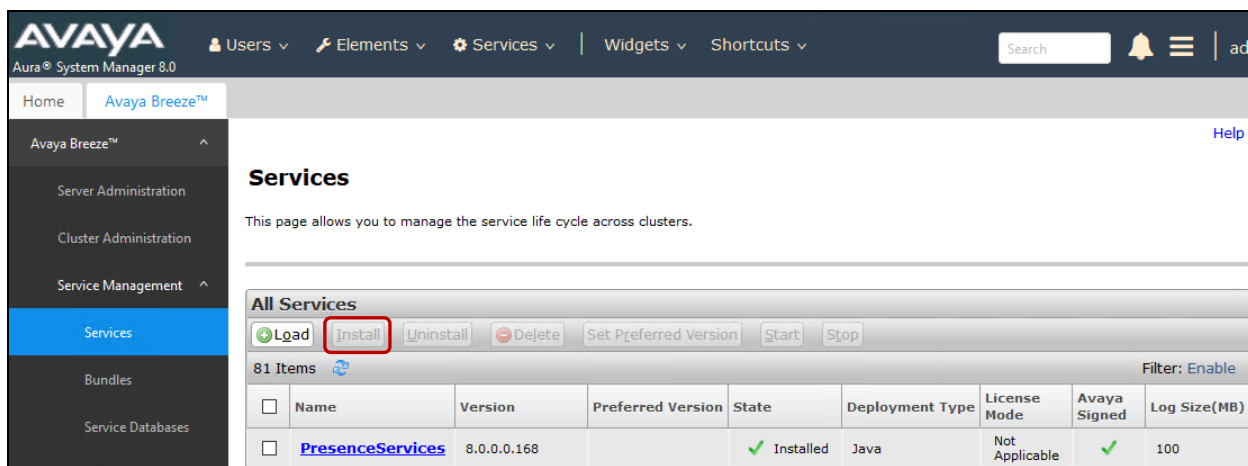 AVAYA
Aura® System Manager 8.0
Users Elements Services | Widgets Shortcuts Search ad
Home Avaya Breeze™
Avaya Breeze™
Server Administration
Cluster Administration
Service Management
Services
Bundles
Service Databases
Help
Services
This page allows you to manage the service life cycle across clusters.
All Services
Load Install Uninstall Delete Set Preferred Version Start Stop
81 Items Filter: Enable
Name Version Preferred Version State Deployment Type License Mode Avaya Signed Log Size(MB)
PresenceServices 8.0.0.0.168 Installed Java Not Applicable 100